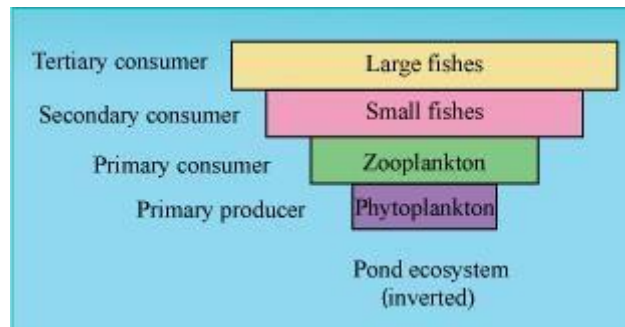 Tertiary consumer Large fishes
Secondary consumer Small fishes
Primary consumer Zooplankton
Primary producer Phytoplankton
Pond ecosystem
(inverted)